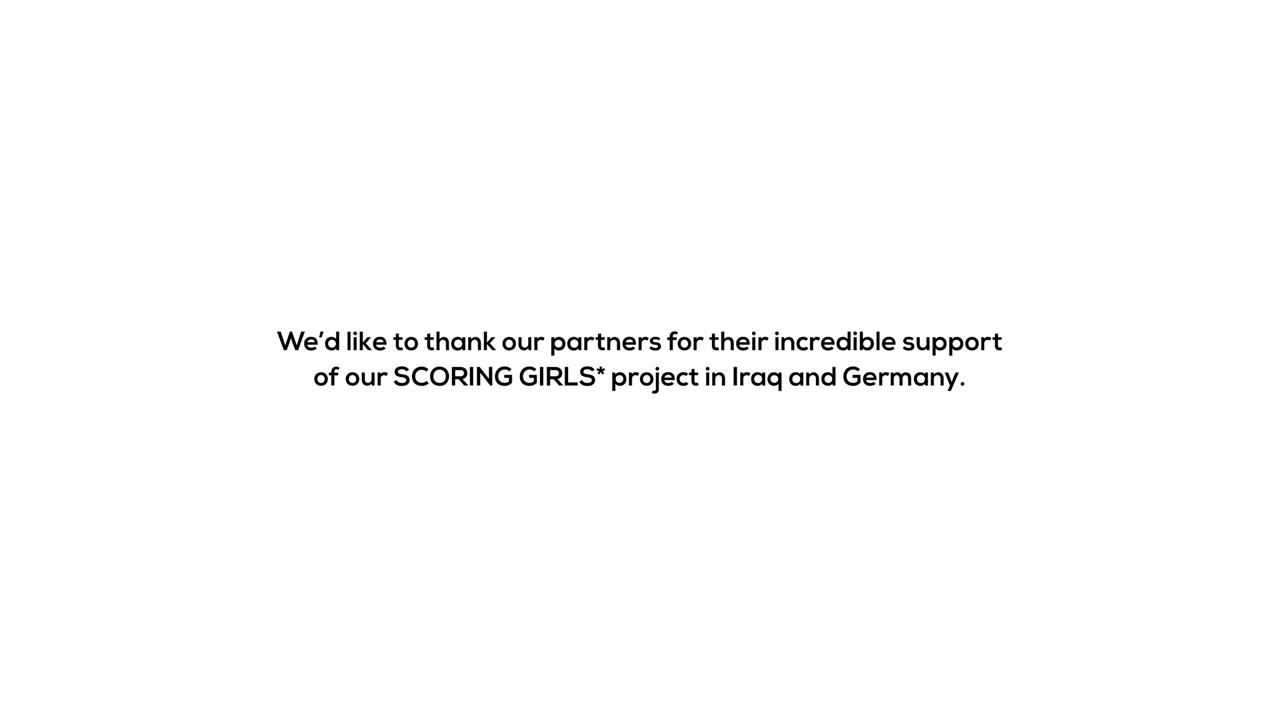 We’d like to thank our partners for their incredible support
of our SCORING GIRLS* project in Iraq and Germany.